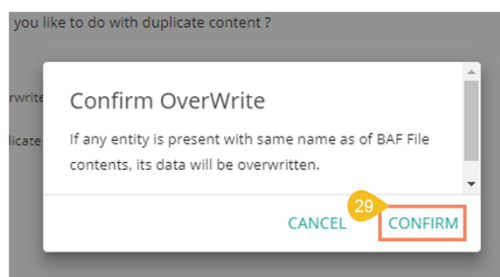 you like to do with duplicate content ?
rwrite
licate
Confirm OverWrite
If any entity is present with same name as of BAF File
contents, its data will be overwritten.
29
CANCEL CONFIRM